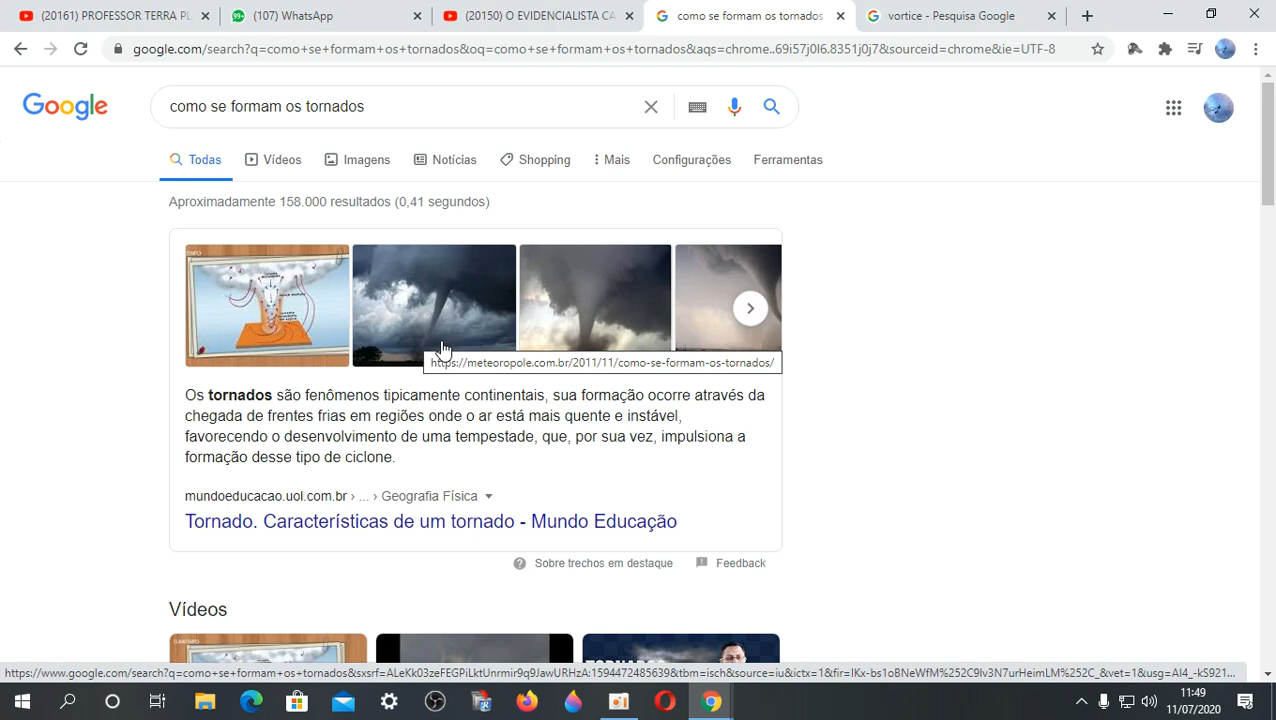 (20161) PROFESSOR TERRA PL
(107) WhatsApp
(20150) O EVIDENCIALISTA CA
como se formam os tornados
vortice - Pesquisa Google
google.com/search?q=como+se+formam+os+tornados&oq=como+se+formam+os+tornados&aqs=chrome..69i57j0l6.8351j0j7&sourceid=chrome&ie=UTF-8
Google
como se formam os tornados
Todas
Vídeos
Imagens
Notícias
Shopping
Mais
Configurações
Ferramentas
Aproximadamente 158.000 resultados (0,41 segundos)
https://meteoropole.com.br/2011/11/como-se-formam-os-tornados/
Os tornados são fenômenos tipicamente continentais, sua formação ocorre através da
chegada de frentes frias em regiões onde o ar está mais quente e instável,
favorecendo o desenvolvimento de uma tempestade, que, por sua vez, impulsiona a
formação desse tipo de ciclone.
mundoeducacao.uol.com.br › ... › Geografia Física
Tornado. Características de um tornado - Mundo Educação
Sobre trechos em destaque
Feedback
Vídeos
11:49
11/07/2020